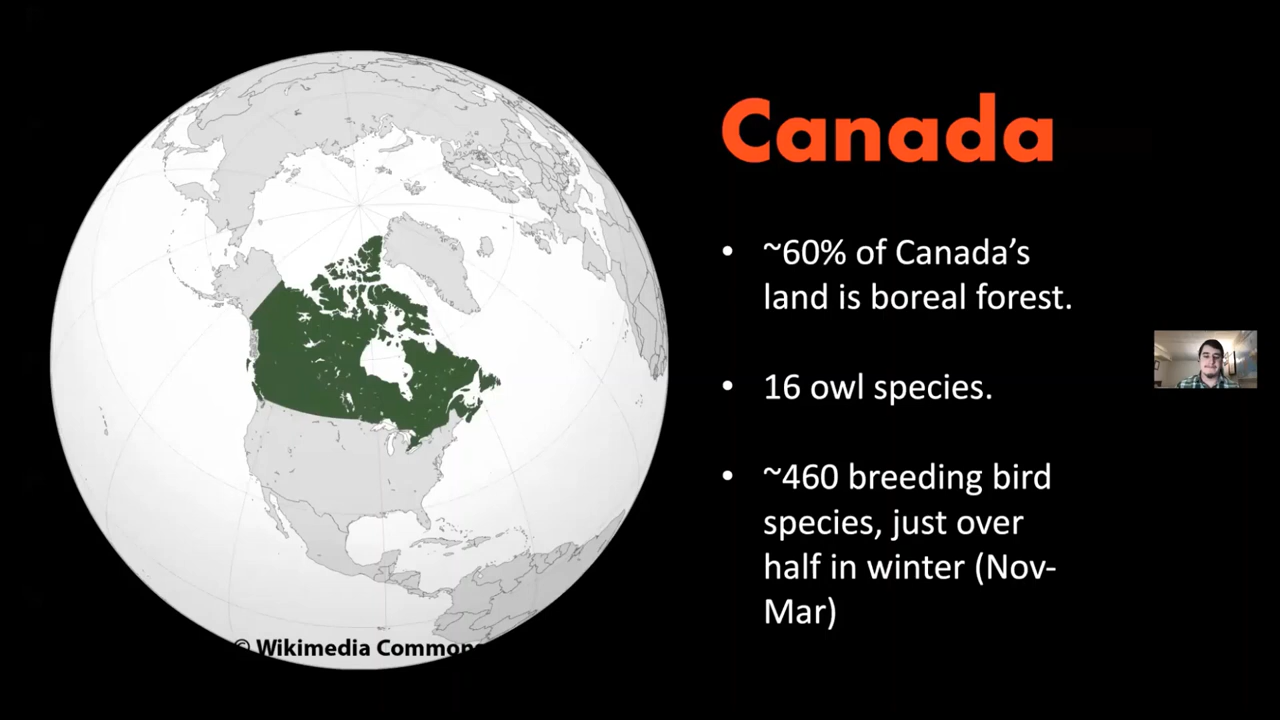 Canada
• ~60% of Canada’s
land is boreal forest.
• 16 owl species.
• ~460 breeding bird
species, just over
half in winter (Nov-
Mar)
© Wikimedia Commons